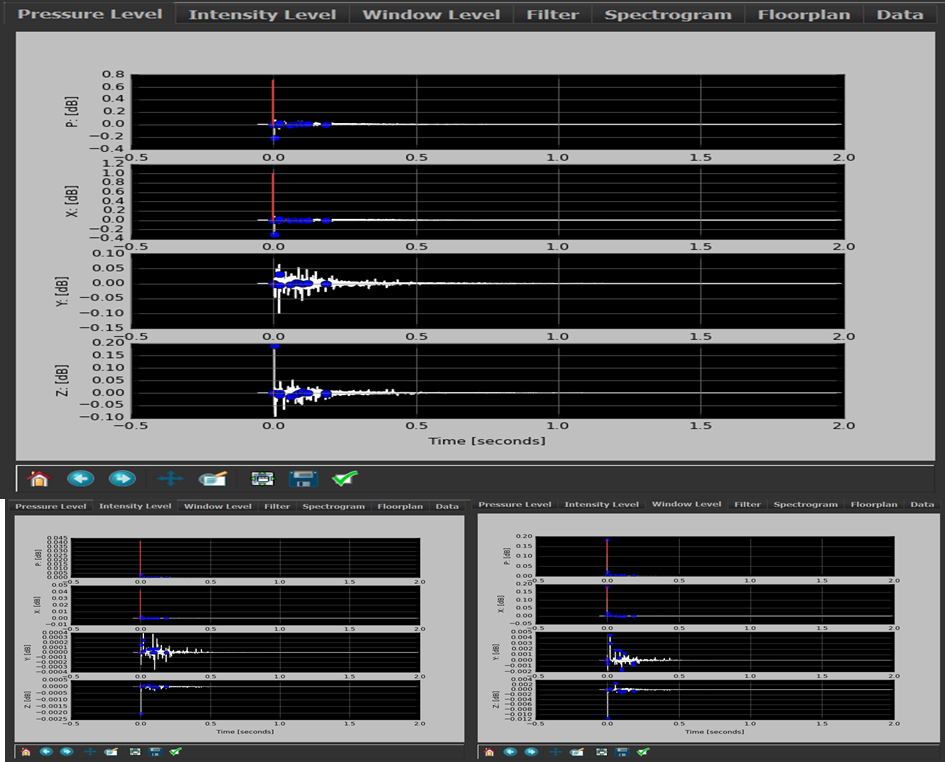 Pressure Level Intensity Level Window Level Filter Spectrogram Floorplan Data
0.8
0.6
0.4
0.2
0.0
−0.2
−0.4
P: [dB]
−0.5 0.0 0.5 1.0 1.5 2.0
1.2
1.0
0.8
0.6
0.4
0.2
0.0
−0.2
−0.4
X: [dB]
−0.5 0.0 0.5 1.0 1.5 2.0
0.10
0.05
0.00
−0.05
−0.10
−0.15
Y: [dB]
−0.5 0.0 0.5 1.0 1.5 2.0
0.20
0.15
0.10
0.05
0.00
−0.05
−0.10
Z: [dB]
−0.5 0.0 0.5 1.0 1.5 2.0
Time [seconds]
Pressure Level Intensity Level Window Level Filter Spectrogram Floorplan Data
0.045
0.040
0.035
0.030
0.025
0.020
0.015
0.010
0.005
0.000
P: [dB]
−0.5 0.0 0.5 1.0 1.5 2.0
0.05
0.04
0.03
0.02
0.01
0.00
−0.01
X: [dB]
−0.5 0.0 0.5 1.0 1.5 2.0
0.0004
0.0003
0.0002
0.0001
0.0000
−0.0001
−0.0002
−0.0003
−0.0004
Y: [dB]
−0.5 0.0 0.5 1.0 1.5 2.0
0.0005
0.0000
−0.0005
−0.0010
−0.0015
−0.0020
−0.0025
Z: [dB]
−0.5 0.0 0.5 1.0 1.5 2.0
Time [seconds]
Pressure Level Intensity Level Window Level Filter Spectrogram Floorplan Data
0.20
0.15
0.10
0.05
0.00
P: [dB]
−0.5 0.0 0.5 1.0 1.5 2.0
0.20
0.15
0.10
0.05
0.00
−0.05
X: [dB]
−0.5 0.0 0.5 1.0 1.5 2.0
0.005
0.004
0.003
0.002
0.001
0.000
−0.001
−0.002
Y: [dB]
−0.5 0.0 0.5 1.0 1.5 2.0
0.002
0.000
−0.002
−0.004
−0.006
−0.008
−0.010
−0.012
Z: [dB]
−0.5 0.0 0.5 1.0 1.5 2.0
Time [seconds]